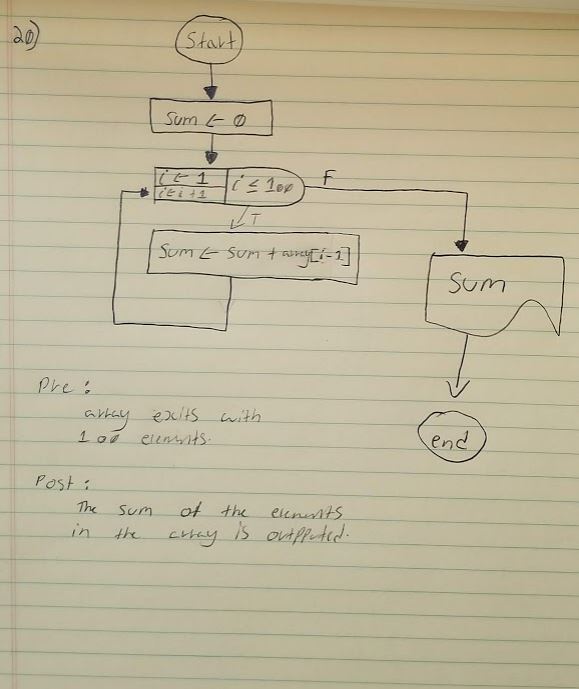 20)
Start
Sum ← 0
i ← 1
i ← i + 1
i ≤ 100
F
T
Sum ← sum + array[i-1]
Sum
end
Pre :
array exits with
100 elements.
Post :
The sum of the elements
in the array is outpputed.